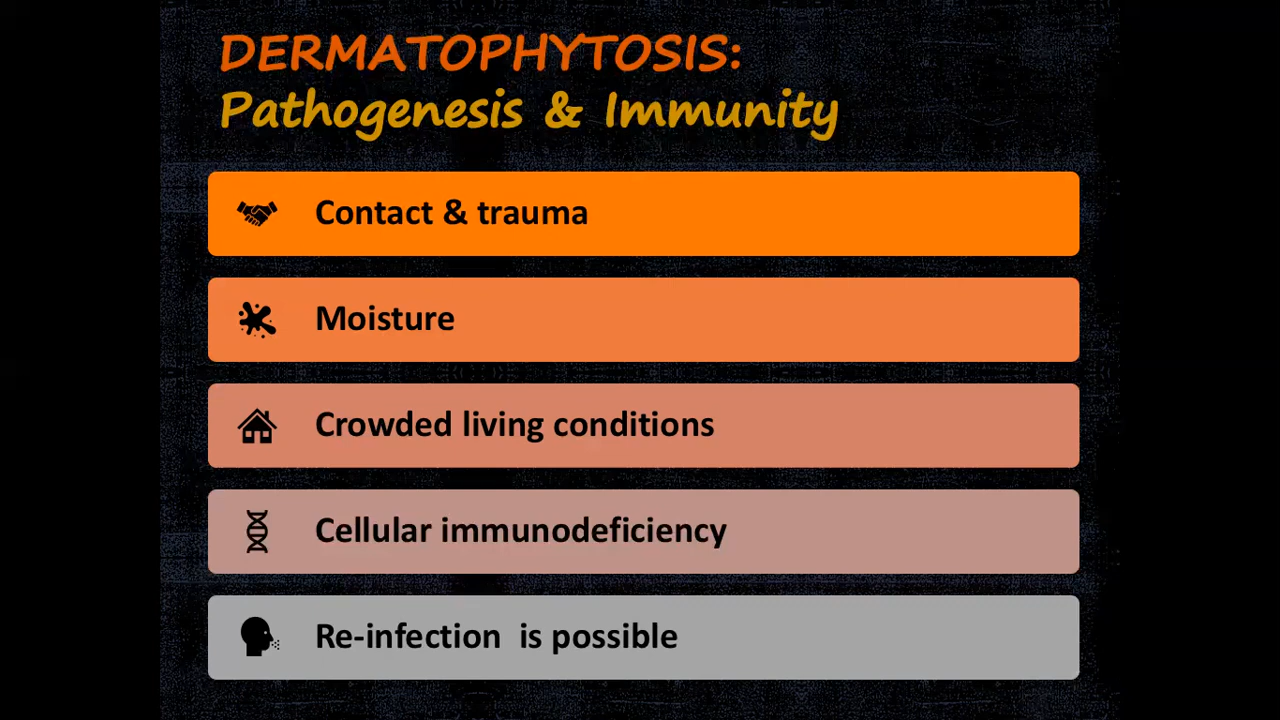 DERMATOPHYTOSIS:
Pathogenesis & Immunity
Contact & trauma
Moisture
Crowded living conditions
Cellular immunodeficiency
Re-infection  is possible